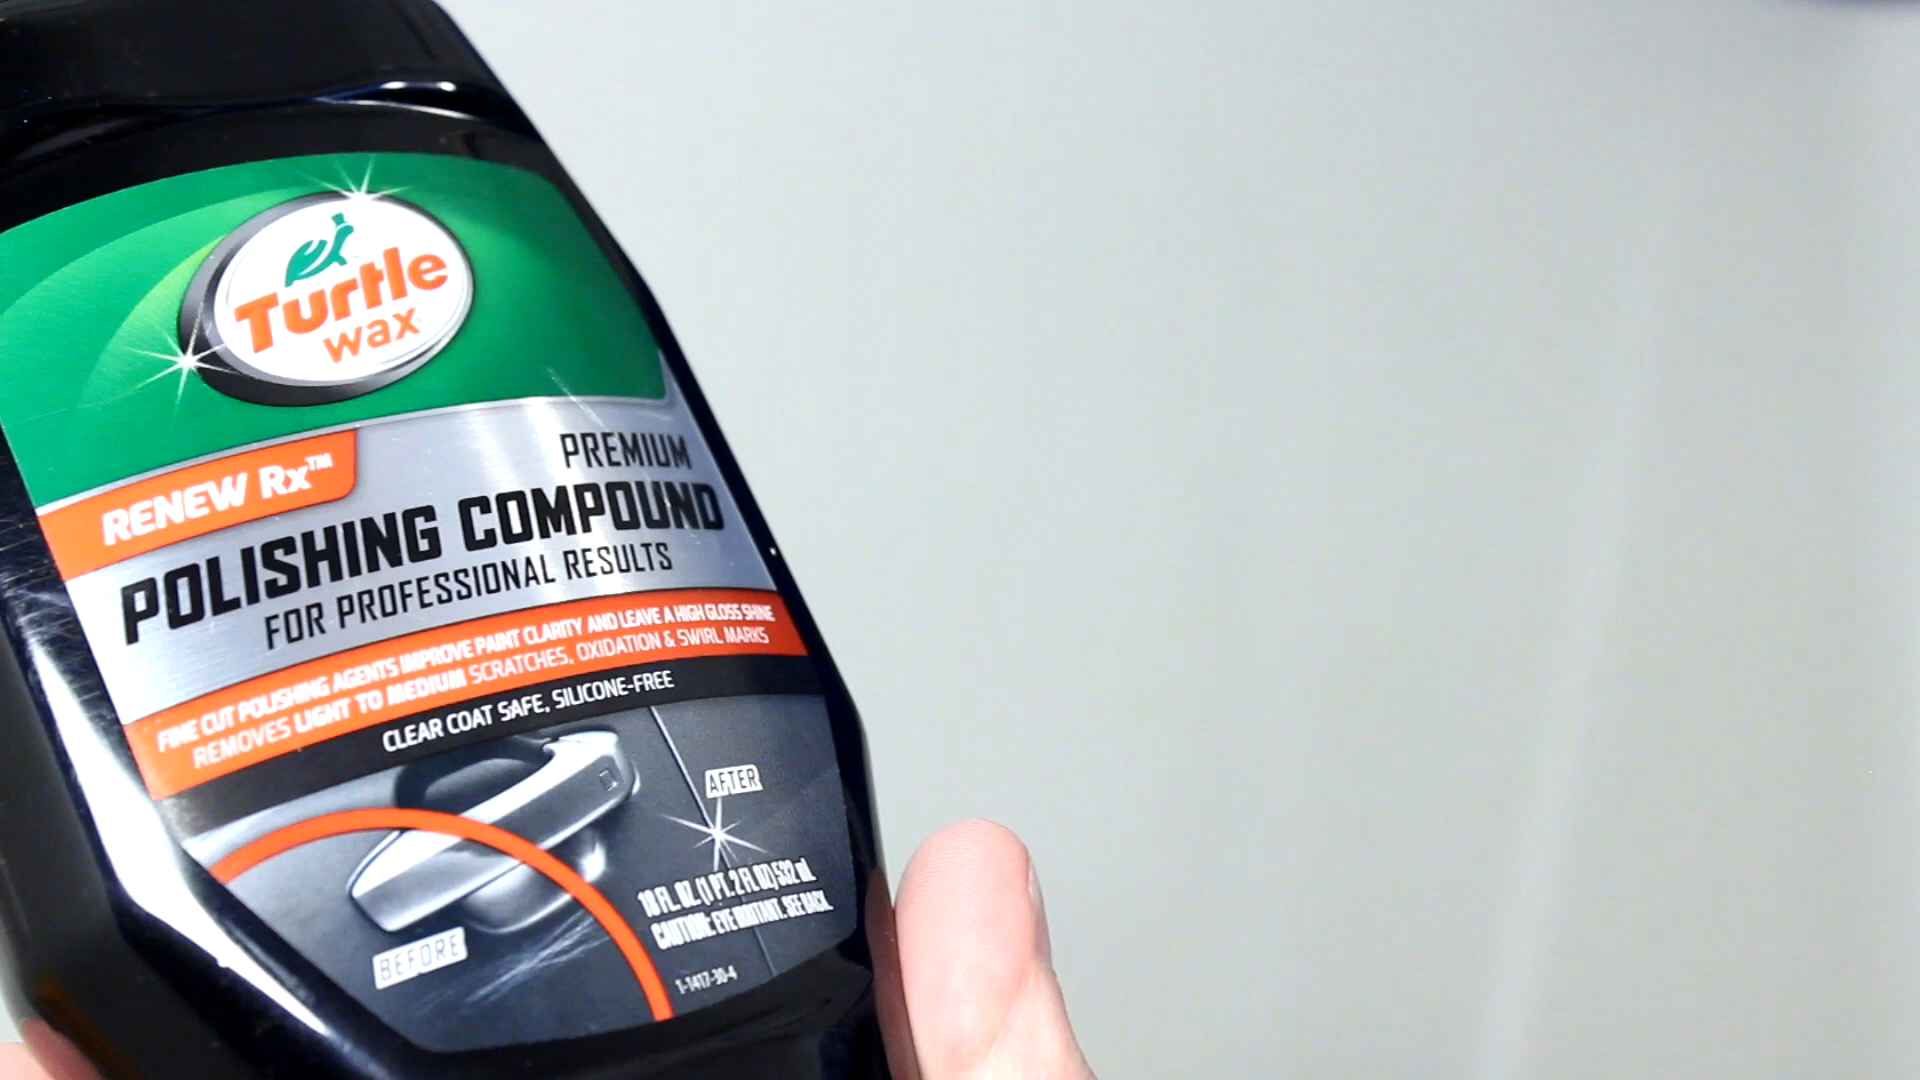 Turtle
wax
RENEW Rx™
PREMIUM
POLISHING COMPOUND
FOR PROFESSIONAL RESULTS
FINE CUT POLISHING AGENTS IMPROVE PAINT CLARITY AND LEAVE A HIGH GLOSS SHINE
REMOVES LIGHT TO MEDIUM SCRATCHES, OXIDATION & SWIRL MARKS
CLEAR COAT SAFE, SILICONE-FREE
AFTER
BEFORE
18 FL. OZ. (1 PT. 2 FL OZ) 532 mL
CAUTION: EYE IRRITANT. SEE BACK.
1-1417-30-4